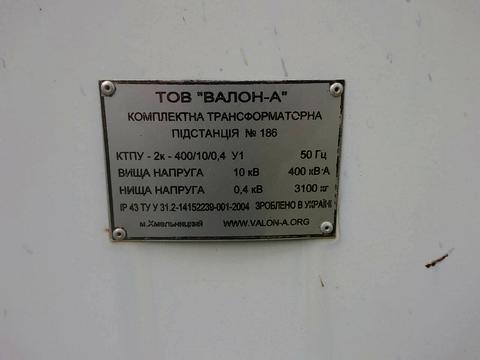 ТОВ "ВАЛОН-А"
КОМПЛЕКТНА ТРАНСФОРМАТОРНА
ПІДСТАНЦІЯ № 186
КТПУ - 2к - 400/10/0,4 У1 50 Гц
ВИЩА НАПРУГА 10 кВ 400 кВ·А
НИЩА НАПРУГА 0,4 кВ 3100 кг
IP 43 ТУ У 31.2-14152239-001-2004 ЗРОБЛЕНО В УКРАЇНІ
м.Хмельницкий WWW.VALON-A.ORG